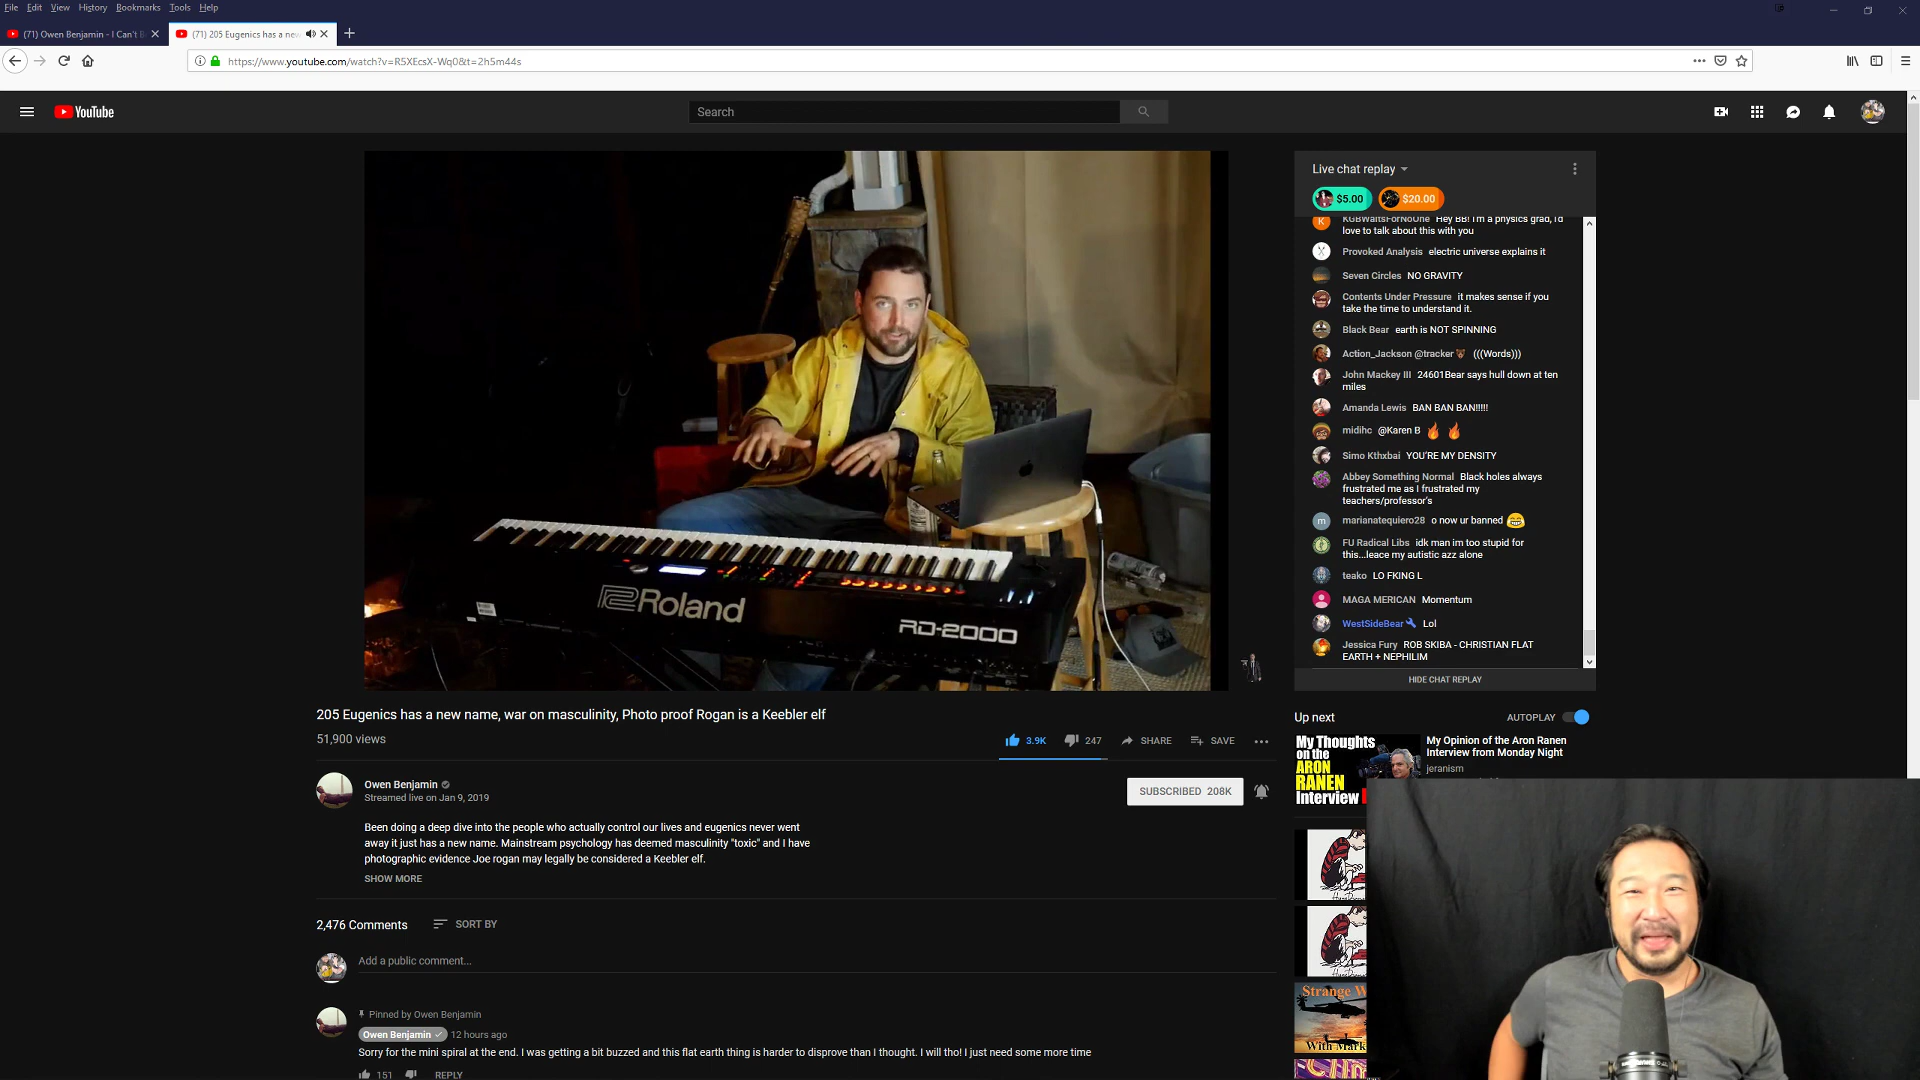 File Edit View History Bookmarks Tools Help
(71) Owen Benjamin - I Can't B
(71) 205 Eugenics has a new
https://www.youtube.com/watch?v=R5XEcsX-Wq0&t=2h5m44s
YouTube
Search
Roland
RD-2000
205 Eugenics has a new name, war on masculinity, Photo proof Rogan is a Keebler elf
51,900 views
3.9K
247
SHARE
SAVE
Owen Benjamin
Streamed live on Jan 9, 2019
SUBSCRIBED 208K
Been doing a deep dive into the people who actually control our lives and eugenics never went
away it just has a new name. Mainstream psychology has deemed masculinity "toxic" and I have
photographic evidence Joe rogan may legally be considered a Keebler elf.
SHOW MORE
2,476 Comments
SORT BY
Add a public comment...
Pinned by Owen Benjamin
Owen Benjamin 12 hours ago
Sorry for the mini spiral at the end. I was getting a bit buzzed and this flat earth thing is harder to disprove than I thought. I will tho! I just need some more time
151
REPLY
Live chat replay
$5.00
$20.00
KGBWaitsForNoOne Hey BB! I'm a physics grad, i'd
love to talk about this with you
Provoked Analysis electric universe explains it
Seven Circles NO GRAVITY
Contents Under Pressure it makes sense if you
take the time to understand it.
Black Bear earth is NOT SPINNING
Action_Jackson @tracker🐻 (((Words)))
John Mackey III 24601Bear says hull down at ten
miles
Amanda Lewis BAN BAN BAN!!!!!
midihc @Karen B 🔥 🔥
Simo Kthxbai YOU'RE MY DENSITY
Abbey Something Normal Black holes always
frustrated me as I frustrated my
teachers/professor's
marianatequiero28 o now ur banned 😂
FU Radical Libs idk man im too stupid for
this...leace my autistic azz alone
teako LO FKING L
MAGA MERICAN Momentum
WestSideBear Lol
Jessica Fury ROB SKIBA - CHRISTIAN FLAT
EARTH + NEPHILIM
HIDE CHAT REPLAY
Up next
AUTOPLAY
My Thoughts
on the
ARON
RANEN
Interview
My Opinion of the Aron Ranen
Interview from Monday Night
jeranism
Strange W
With Mark